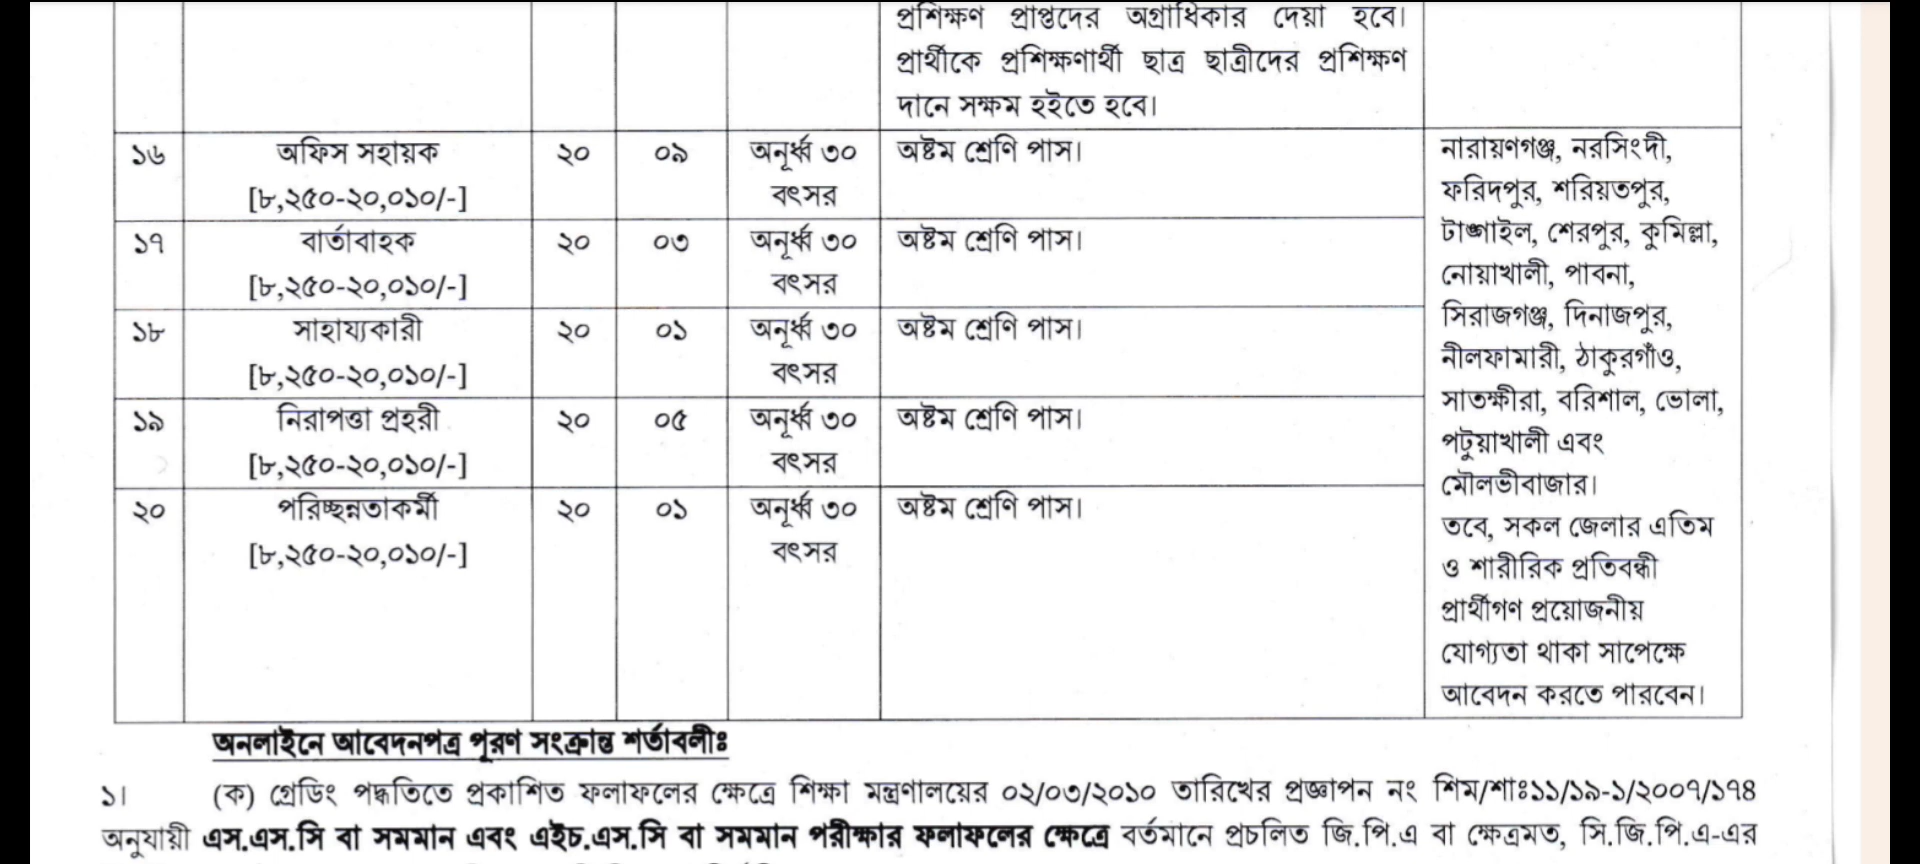 প্রশিক্ষণ প্রাপ্তদের অগ্রাধিকার দেয়া হবে।
প্রার্থীকে প্রশিক্ষণার্থী ছাত্র ছাত্রীদের প্রশিক্ষণ
দানে সক্ষম হইতে হবে।
১৬ অফিস সহায়ক ২০ ০৯ অনূর্ধ্ব ৩০ অষ্টম শ্রেণি পাস।
[৮,২৫০-২০,০১০/-] বৎসর
১৭ বার্তাবাহক ২০ ০৩ অনূর্ধ্ব ৩০ অষ্টম শ্রেণি পাস।
[৮,২৫০-২০,০১০/-] বৎসর
১৮ সাহায্যকারী ২০ ০১ অনূর্ধ্ব ৩০ অষ্টম শ্রেণি পাস।
[৮,২৫০-২০,০১০/-] বৎসর
১৯ নিরাপত্তা প্রহরী ২০ ০৫ অনূর্ধ্ব ৩০ অষ্টম শ্রেণি পাস।
[৮,২৫০-২০,০১০/-] বৎসর
২০ পরিচ্ছন্নতাকর্মী ২০ ০১ অনূর্ধ্ব ৩০ অষ্টম শ্রেণি পাস।
[৮,২৫০-২০,০১০/-] বৎসর
নারায়ণগঞ্জ, নরসিংদী,
ফরিদপুর, শরিয়তপুর,
টাঙ্গাইল, শেরপুর, কুমিল্লা,
নোয়াখালী, পাবনা,
সিরাজগঞ্জ, দিনাজপুর,
নীলফামারী, ঠাকুরগাঁও,
সাতক্ষীরা, বরিশাল, ভোলা,
পটুয়াখালী এবং
মৌলভীবাজার।
তবে, সকল জেলার এতিম
ও শারীরিক প্রতিবন্ধী
প্রার্থীগণ প্রয়োজনীয়
যোগ্যতা থাকা সাপেক্ষে
আবেদন করতে পারবেন।
অনলাইনে আবেদনপত্র পূরণ সংক্রান্ত শর্তাবলীঃ
১। (ক) গ্রেডিং পদ্ধতিতে প্রকাশিত ফলাফলের ক্ষেত্রে শিক্ষা মন্ত্রণালয়ের ০২/০৩/২০১০ তারিখের প্রজ্ঞাপন নং শিম/শাঃ১১/১৯-১/২০০৭/১৭৪
অনুযায়ী এস.এস.সি বা সমমান এবং এইচ.এস.সি বা সমমান পরীক্ষার ফলাফলের ক্ষেত্রে বর্তমানে প্রচলিত জি.পি.এ বা ক্ষেত্রমত, সি.জি.পি.এ-এর